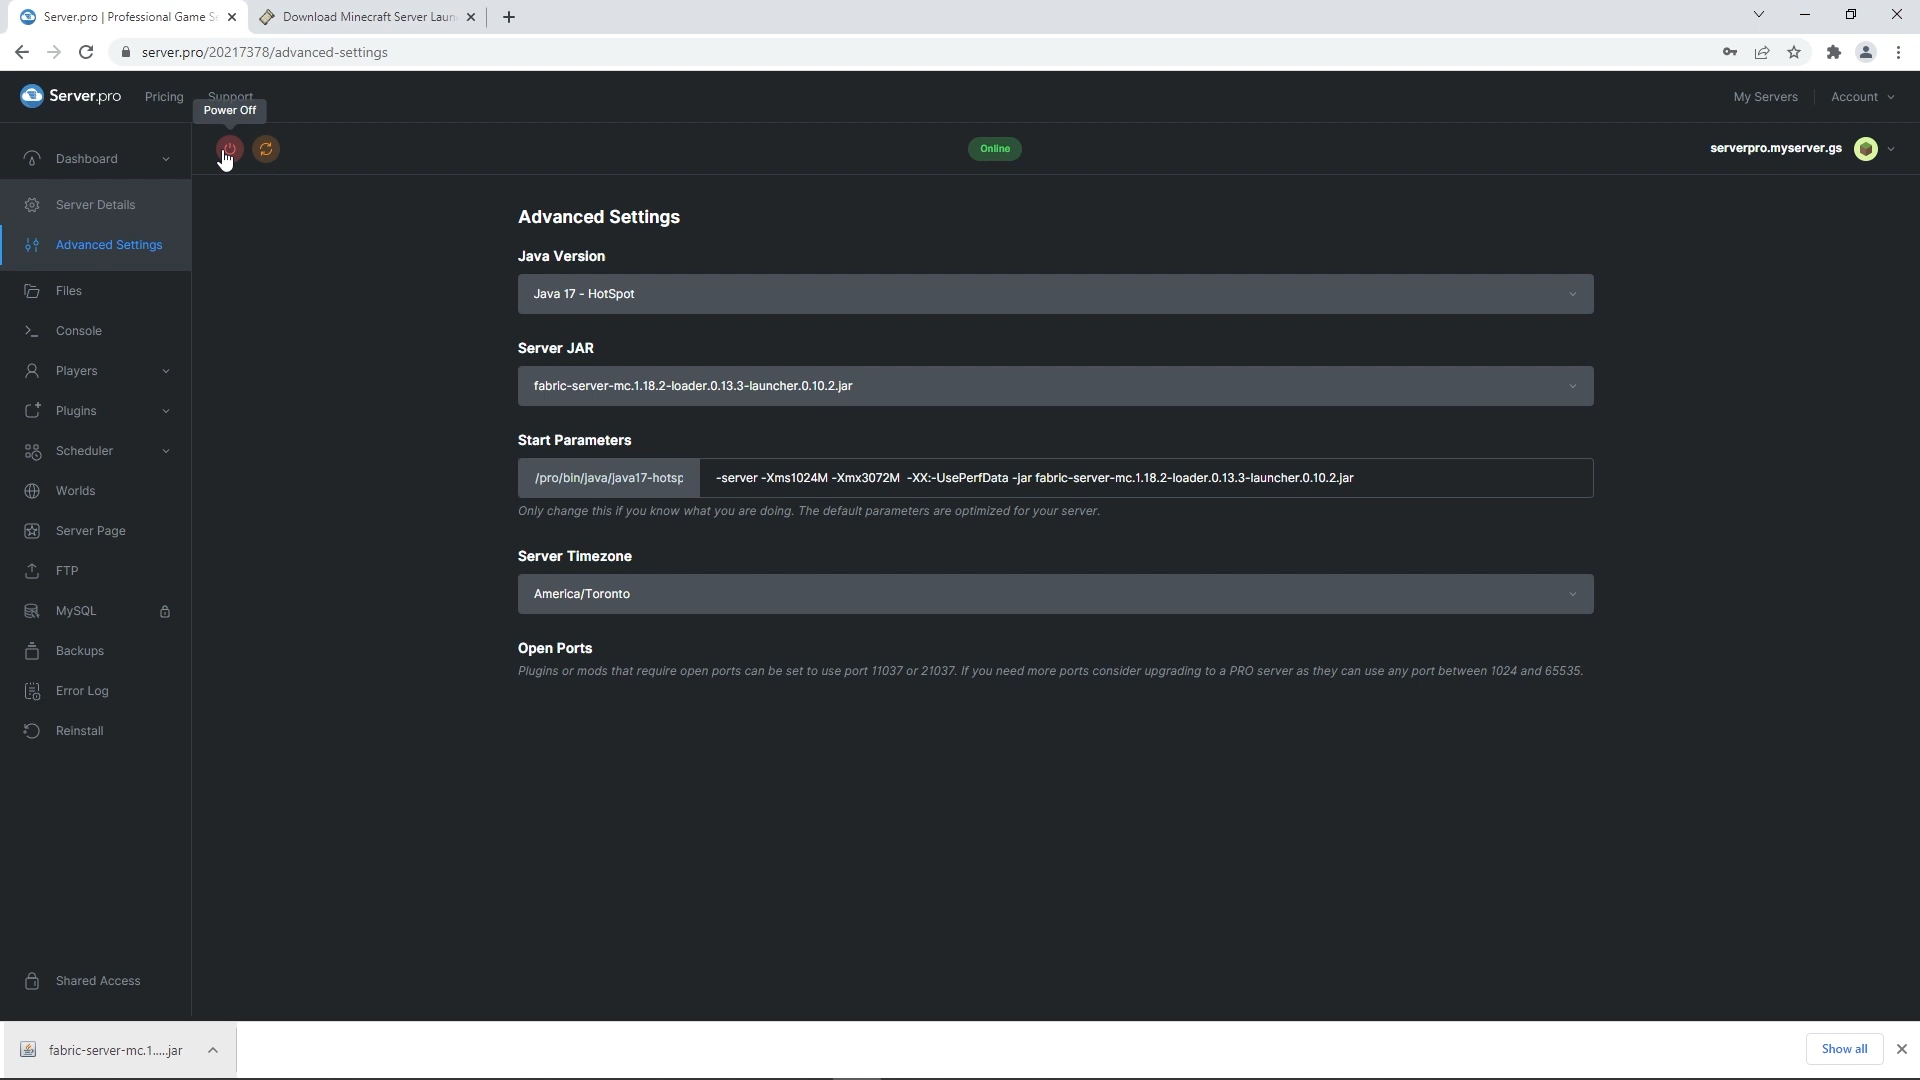 Server.pro | Professional Game S
Download Minecraft Server Laun
server.pro/20217378/advanced-settings
Server.pro
Pricing
Support
My Servers
Account
Power Off
Online
serverpro.myserver.gs
Dashboard
Server Details
Advanced Settings
Files
Console
Players
Plugins
Scheduler
Worlds
Server Page
FTP
MySQL
Backups
Error Log
Reinstall
Shared Access
Advanced Settings
Java Version
Java 17 - HotSpot
Server JAR
fabric-server-mc.1.18.2-loader.0.13.3-launcher.0.10.2.jar
Start Parameters
/pro/bin/java/java17-hotsp
-server -Xms1024M -Xmx3072M -XX:-UsePerfData -jar fabric-server-mc.1.18.2-loader.0.13.3-launcher.0.10.2.jar
Only change this if you know what you are doing. The default parameters are optimized for your server.
Server Timezone
America/Toronto
Open Ports
Plugins or mods that require open ports can be set to use port 11037 or 21037. If you need more ports consider upgrading to a PRO server as they can use any port between 1024 and 65535.
fabric-server-mc.1.....jar
Show all